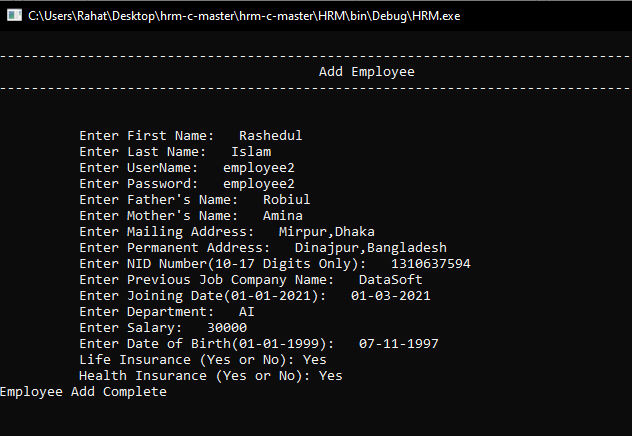 C:\Users\Rahat\Desktop\hrm-c-master\hrm-c-master\HRM\bin\Debug\HRM.exe
--------------------------------------------------------------------------------
Add Employee
--------------------------------------------------------------------------------
Enter First Name:   Rashedul
Enter Last Name:   Islam
Enter UserName:   employee2
Enter Password:   employee2
Enter Father's Name:   Robiul
Enter Mother's Name:   Amina
Enter Mailing Address:   Mirpur,Dhaka
Enter Permanent Address:   Dinajpur,Bangladesh
Enter NID Number(10-17 Digits Only):   1310637594
Enter Previous Job Company Name:   DataSoft
Enter Joining Date(01-01-2021):   01-03-2021
Enter Department:   AI
Enter Salary:   30000
Enter Date of Birth(01-01-1999):   07-11-1997
Life Insurance (Yes or No): Yes
Health Insurance (Yes or No): Yes
Employee Add Complete